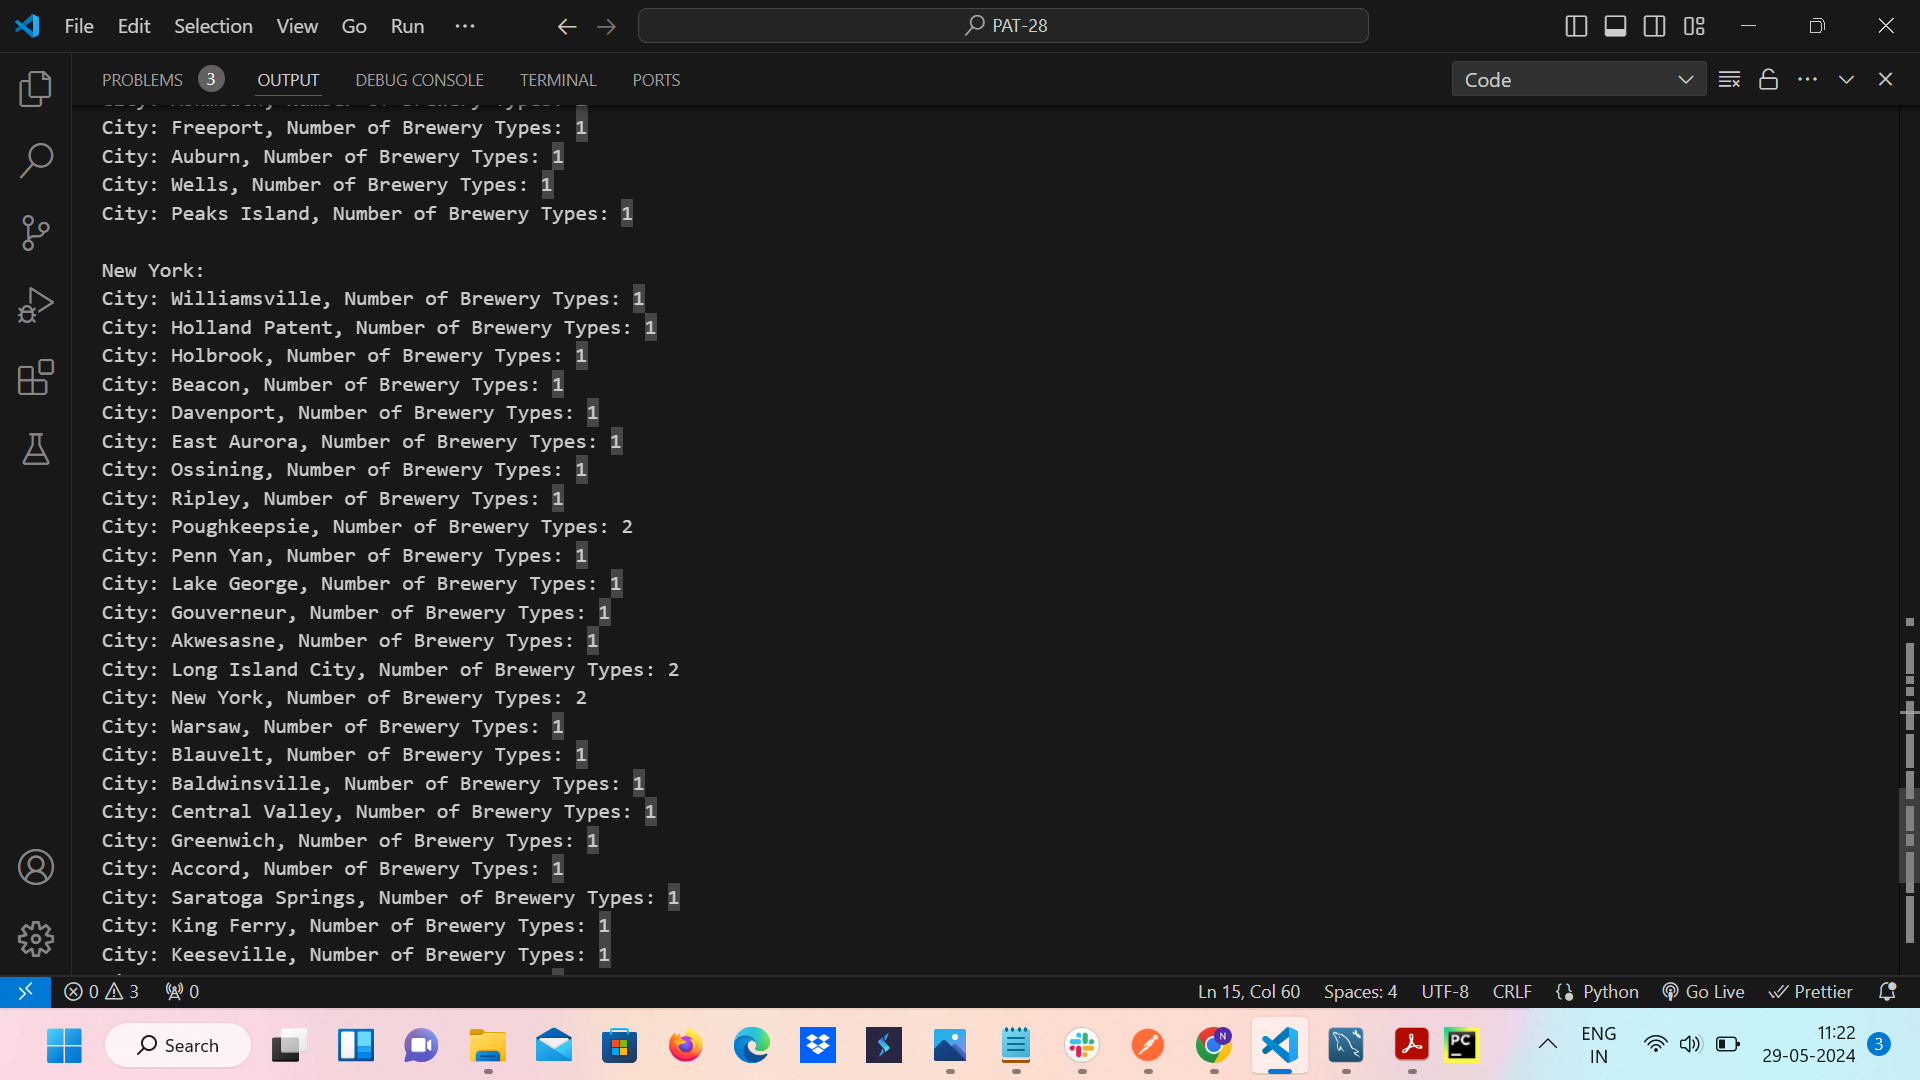 File Edit Selection View Go Run ··· PAT-28
PROBLEMS 3 OUTPUT DEBUG CONSOLE TERMINAL PORTS Code
City: Freeport, Number of Brewery Types: 1
City: Auburn, Number of Brewery Types: 1
City: Wells, Number of Brewery Types: 1
City: Peaks Island, Number of Brewery Types: 1
New York:
City: Williamsville, Number of Brewery Types: 1
City: Holland Patent, Number of Brewery Types: 1
City: Holbrook, Number of Brewery Types: 1
City: Beacon, Number of Brewery Types: 1
City: Davenport, Number of Brewery Types: 1
City: East Aurora, Number of Brewery Types: 1
City: Ossining, Number of Brewery Types: 1
City: Ripley, Number of Brewery Types: 1
City: Poughkeepsie, Number of Brewery Types: 2
City: Penn Yan, Number of Brewery Types: 1
City: Lake George, Number of Brewery Types: 1
City: Gouverneur, Number of Brewery Types: 1
City: Akwesasne, Number of Brewery Types: 1
City: Long Island City, Number of Brewery Types: 2
City: New York, Number of Brewery Types: 2
City: Warsaw, Number of Brewery Types: 1
City: Blauvelt, Number of Brewery Types: 1
City: Baldwinsville, Number of Brewery Types: 1
City: Central Valley, Number of Brewery Types: 1
City: Greenwich, Number of Brewery Types: 1
City: Accord, Number of Brewery Types: 1
City: Saratoga Springs, Number of Brewery Types: 1
City: King Ferry, Number of Brewery Types: 1
City: Keeseville, Number of Brewery Types: 1
0 3 0 Ln 15, Col 60 Spaces: 4 UTF-8 CRLF Python Go Live Prettier
Search N PC ENG 11:22 3
IN 29-05-2024